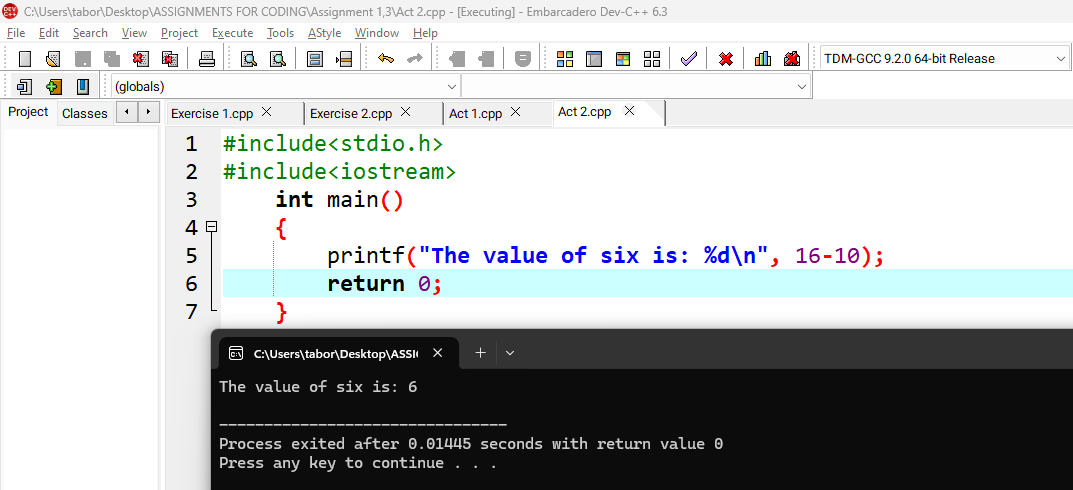 C:\Users\tabor\Desktop\ASSIGNMENTS FOR CODING\Assignment 1,3\Act 2.cpp - [Executing] - Embarcadero Dev-C++ 6.3
File Edit Search View Project Execute Tools AStyle Window Help
TDM-GCC 9.2.0 64-bit Release
(globals)
Project Classes Exercise 1.cpp Exercise 2.cpp Act 1.cpp Act 2.cpp
1 #include<stdio.h>
2 #include<iostream>
3 int main()
4 {
5 printf("The value of six is: %d\n", 16-10);
6 return 0;
7 }
C:\Users\tabor\Desktop\ASSI
The value of six is: 6
--------------------------------
Process exited after 0.01445 seconds with return value 0
Press any key to continue . . .